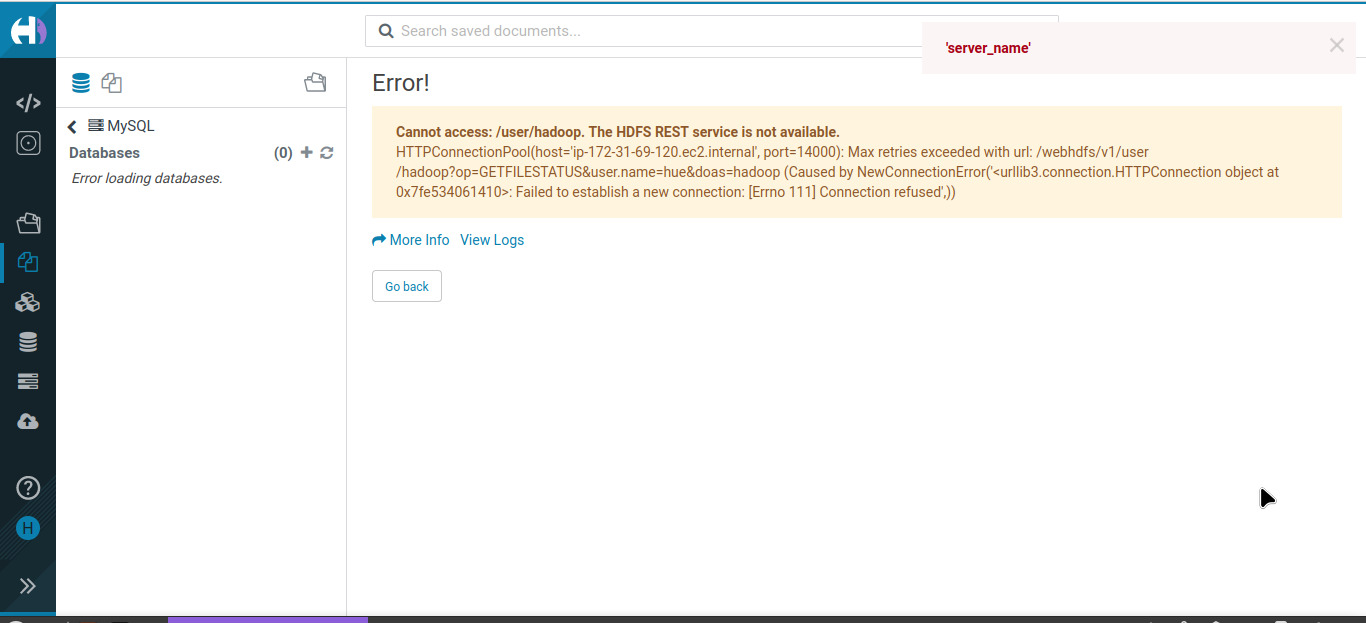 Search saved documents...
'server_name'
MySQL
Databases (0)
Error loading databases.
Error!
Cannot access: /user/hadoop. The HDFS REST service is not available.
HTTPConnectionPool(host='ip-172-31-69-120.ec2.internal', port=14000): Max retries exceeded with url: /webhdfs/v1/user
/hadoop?op=GETFILESTATUS&user.name=hue&doas=hadoop (Caused by NewConnectionError('<urllib3.connection.HTTPConnection object at
0x7fe534061410>: Failed to establish a new connection: [Errno 111] Connection refused',))
More Info View Logs
Go back
H